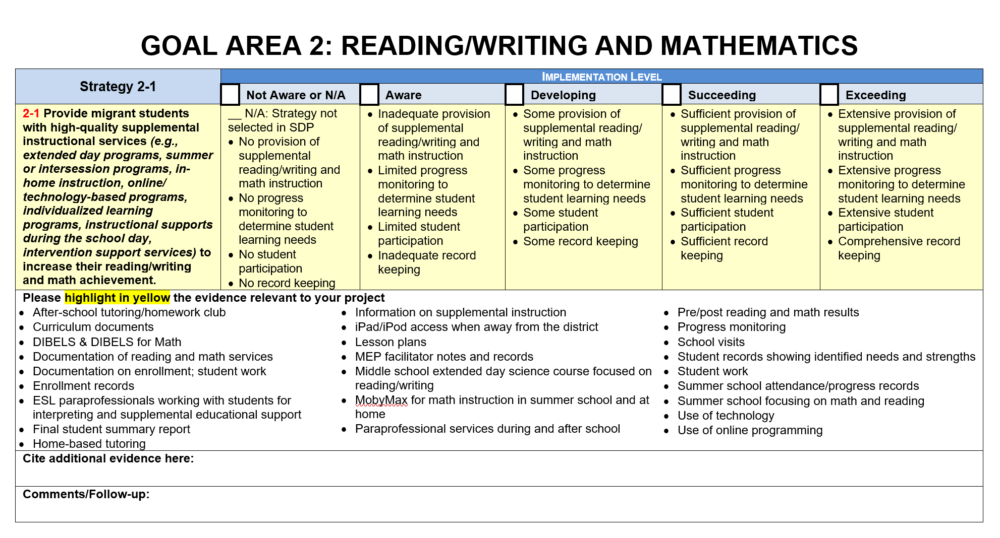 GOAL AREA 2: READING/WRITING AND MATHEMATICS
Strategy 2-1
IMPLEMENTATION LEVEL
Not Aware or N/A
Aware
Developing
Succeeding
Exceeding
2-1 Provide migrant students
with high-quality supplemental
instructional services (e.g.,
extended day programs, summer
or intersession programs, in-
home instruction, online/
technology-based programs,
individualized learning
programs, instructional supports
during the school day,
intervention support services) to
increase their reading/writing
and math achievement.
__ N/A: Strategy not
selected in SDP
• No provision of
supplemental
reading/writing and
math instruction
• No progress
monitoring to
determine student
learning needs
• No student
participation
• No record keeping
• Inadequate provision
of supplemental
reading/writing and
math instruction
• Limited progress
monitoring to
determine student
learning needs
• Limited student
participation
• Inadequate record
keeping
• Some provision of
supplemental reading/
writing and math
instruction
• Some progress
monitoring to determine
student learning needs
• Some student
participation
• Some record keeping
• Sufficient provision of
supplemental reading/
writing and math
instruction
• Sufficient progress
monitoring to determine
student learning needs
• Sufficient student
participation
• Sufficient record
keeping
• Extensive provision of
supplemental reading/
writing and math
instruction
• Extensive progress
monitoring to determine
student learning needs
• Extensive student
participation
• Comprehensive record
keeping
Please highlight in yellow the evidence relevant to your project
• After-school tutoring/homework club
• Curriculum documents
• DIBELS & DIBELS for Math
• Documentation of reading and math services
• Documentation on enrollment; student work
• Enrollment records
• ESL paraprofessionals working with students for
interpreting and supplemental educational support
• Final student summary report
• Home-based tutoring
• Information on supplemental instruction
• iPad/iPod access when away from the district
• Lesson plans
• MEP facilitator notes and records
• Middle school extended day science course focused on
reading/writing
• MobyMax for math instruction in summer school and at
home
• Paraprofessional services during and after school
• Pre/post reading and math results
• Progress monitoring
• School visits
• Student records showing identified needs and strengths
• Student work
• Summer school attendance/progress records
• Summer school focusing on math and reading
• Use of technology
• Use of online programming
Cite additional evidence here:
Comments/Follow-up: